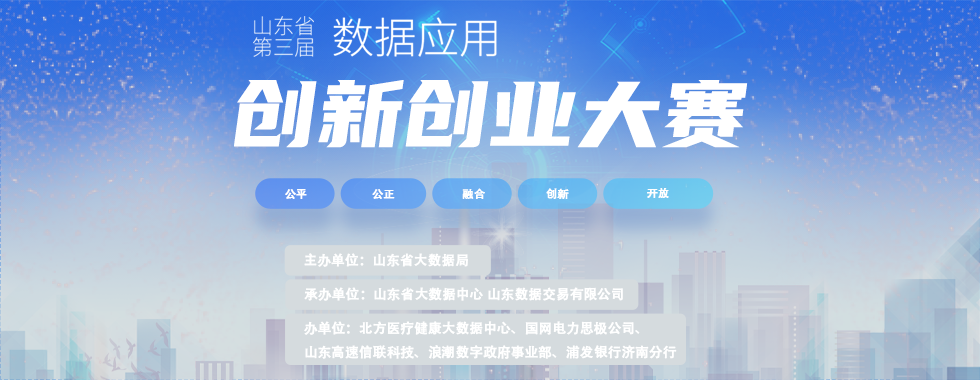 山东省
第三届
数据应用
创新创业大赛
公平
公正
融合
创新
开放
主办单位：山东省大数据局
承办单位：山东省大数据中心 山东数据交易有限公司
办单位：北方医疗健康大数据中心、国网电力思极公司、
山东高速信联科技、浪潮数字政府事业部、浦发银行济南分行